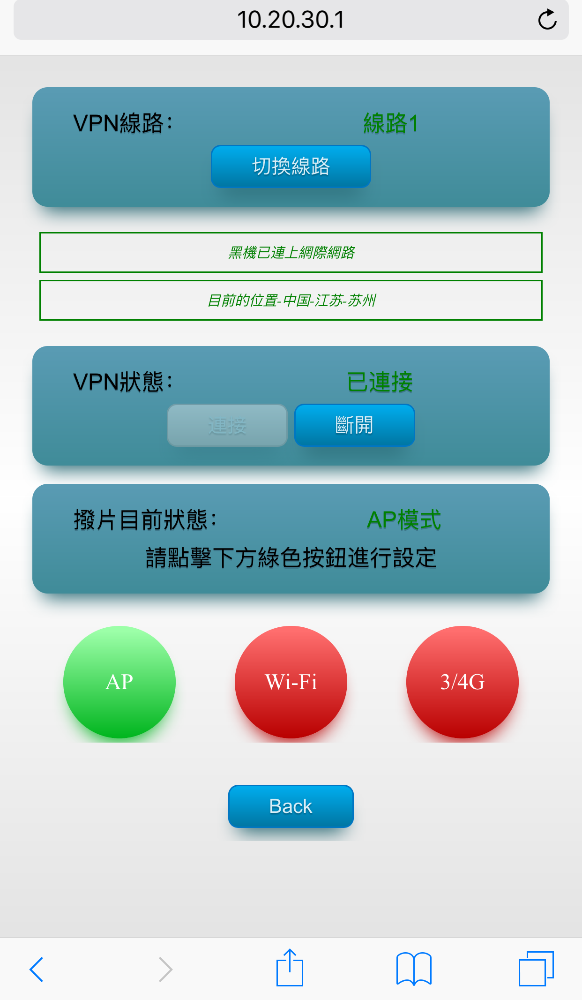 10.20.30.1
VPN線路：
線路1
切換線路
黑機已連上網際網路
目前的位置-中国-江苏-苏州
VPN狀態：
已連接
連接
斷開
撥片目前狀態：
AP模式
請點擊下方綠色按鈕進行設定
AP
Wi-Fi
3/4G
Back